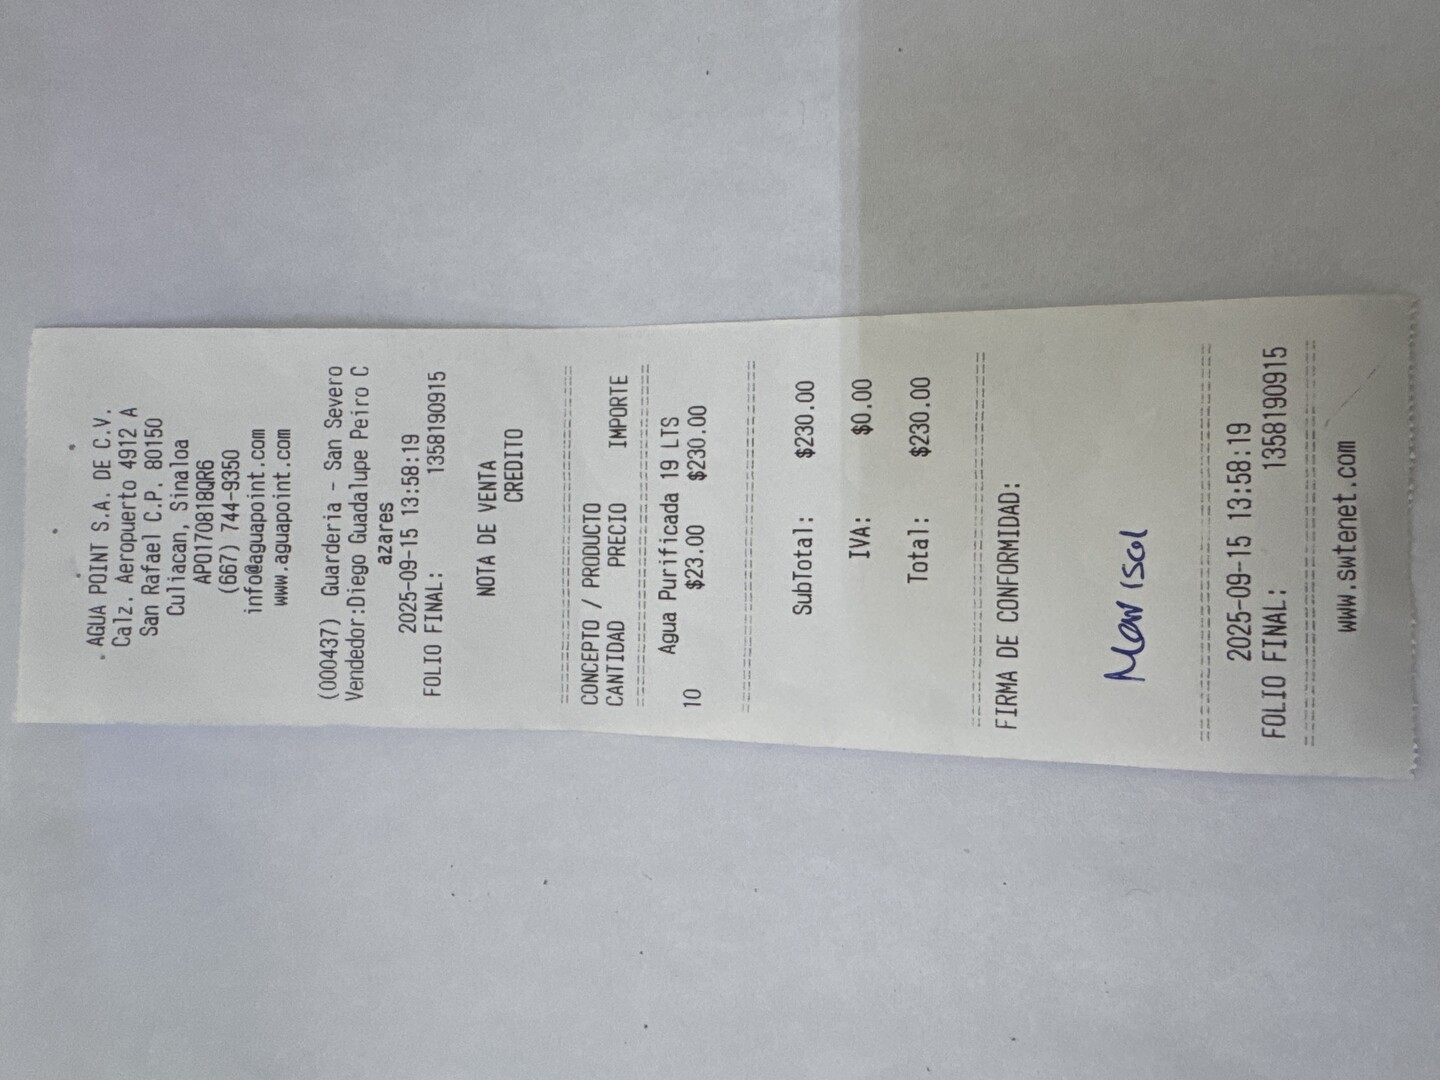 AGUA POINT S.A. DE C.V.
Calz. Aeropuerto 4912 A
San Rafael C.P. 80150
Culiacan, Sinaloa
APO170818QR6
(667) 744-9350
info@aguapoint.com
www.aguapoint.com
(000437) Guarderia - San Severo
Vendedor:Diego Guadalupe Peiro C
azares
2025-09-15 13:58:19
FOLIO FINAL: 1358190915
NOTA DE VENTA
CREDITO
================================
CONCEPTO / PRODUCTO
CANTIDAD PRECIO IMPORTE
================================
Agua Purificada 19 LTS
10 $23.00 $230.00
================================
SubTotal: $230.00
IVA: $0.00
Total: $230.00
================================
FIRMA DE CONFORMIDAD:
Marisol
================================
2025-09-15 13:58:19
FOLIO FINAL: 1358190915
================================
www.swtenet.com